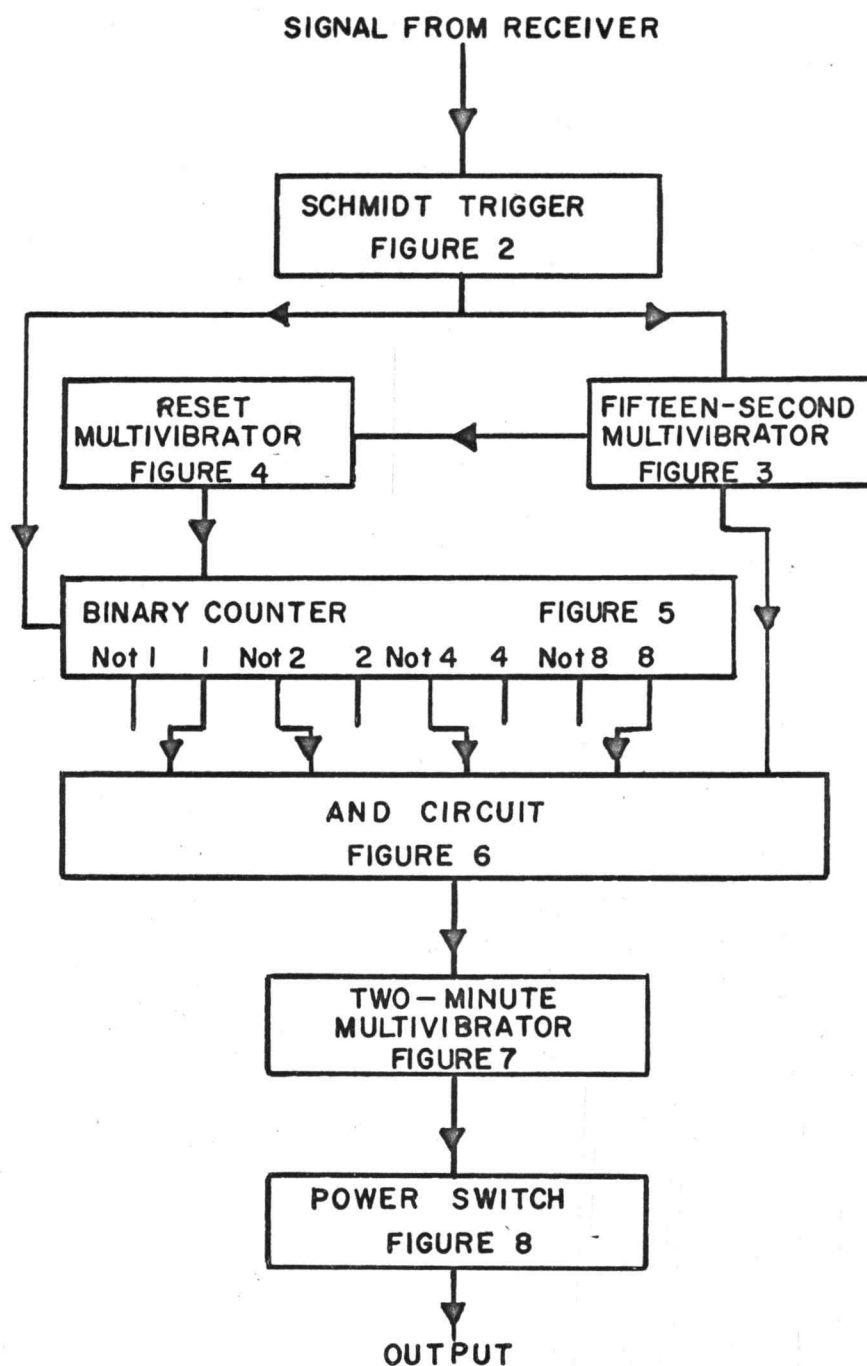 SIGNAL FROM RECEIVER
SCHMIDT TRIGGER
FIGURE 2
RESET
MULTIVIBRATOR
FIGURE 4
FIFTEEN-SECOND
MULTIVIBRATOR
FIGURE 3
BINARY COUNTER FIGURE 5
Not 1 1 Not 2 2 Not 4 4 Not 8 8
AND CIRCUIT
FIGURE 6
TWO-MINUTE
MULTIVIBRATOR
FIGURE 7
POWER SWITCH
FIGURE 8
OUTPUT